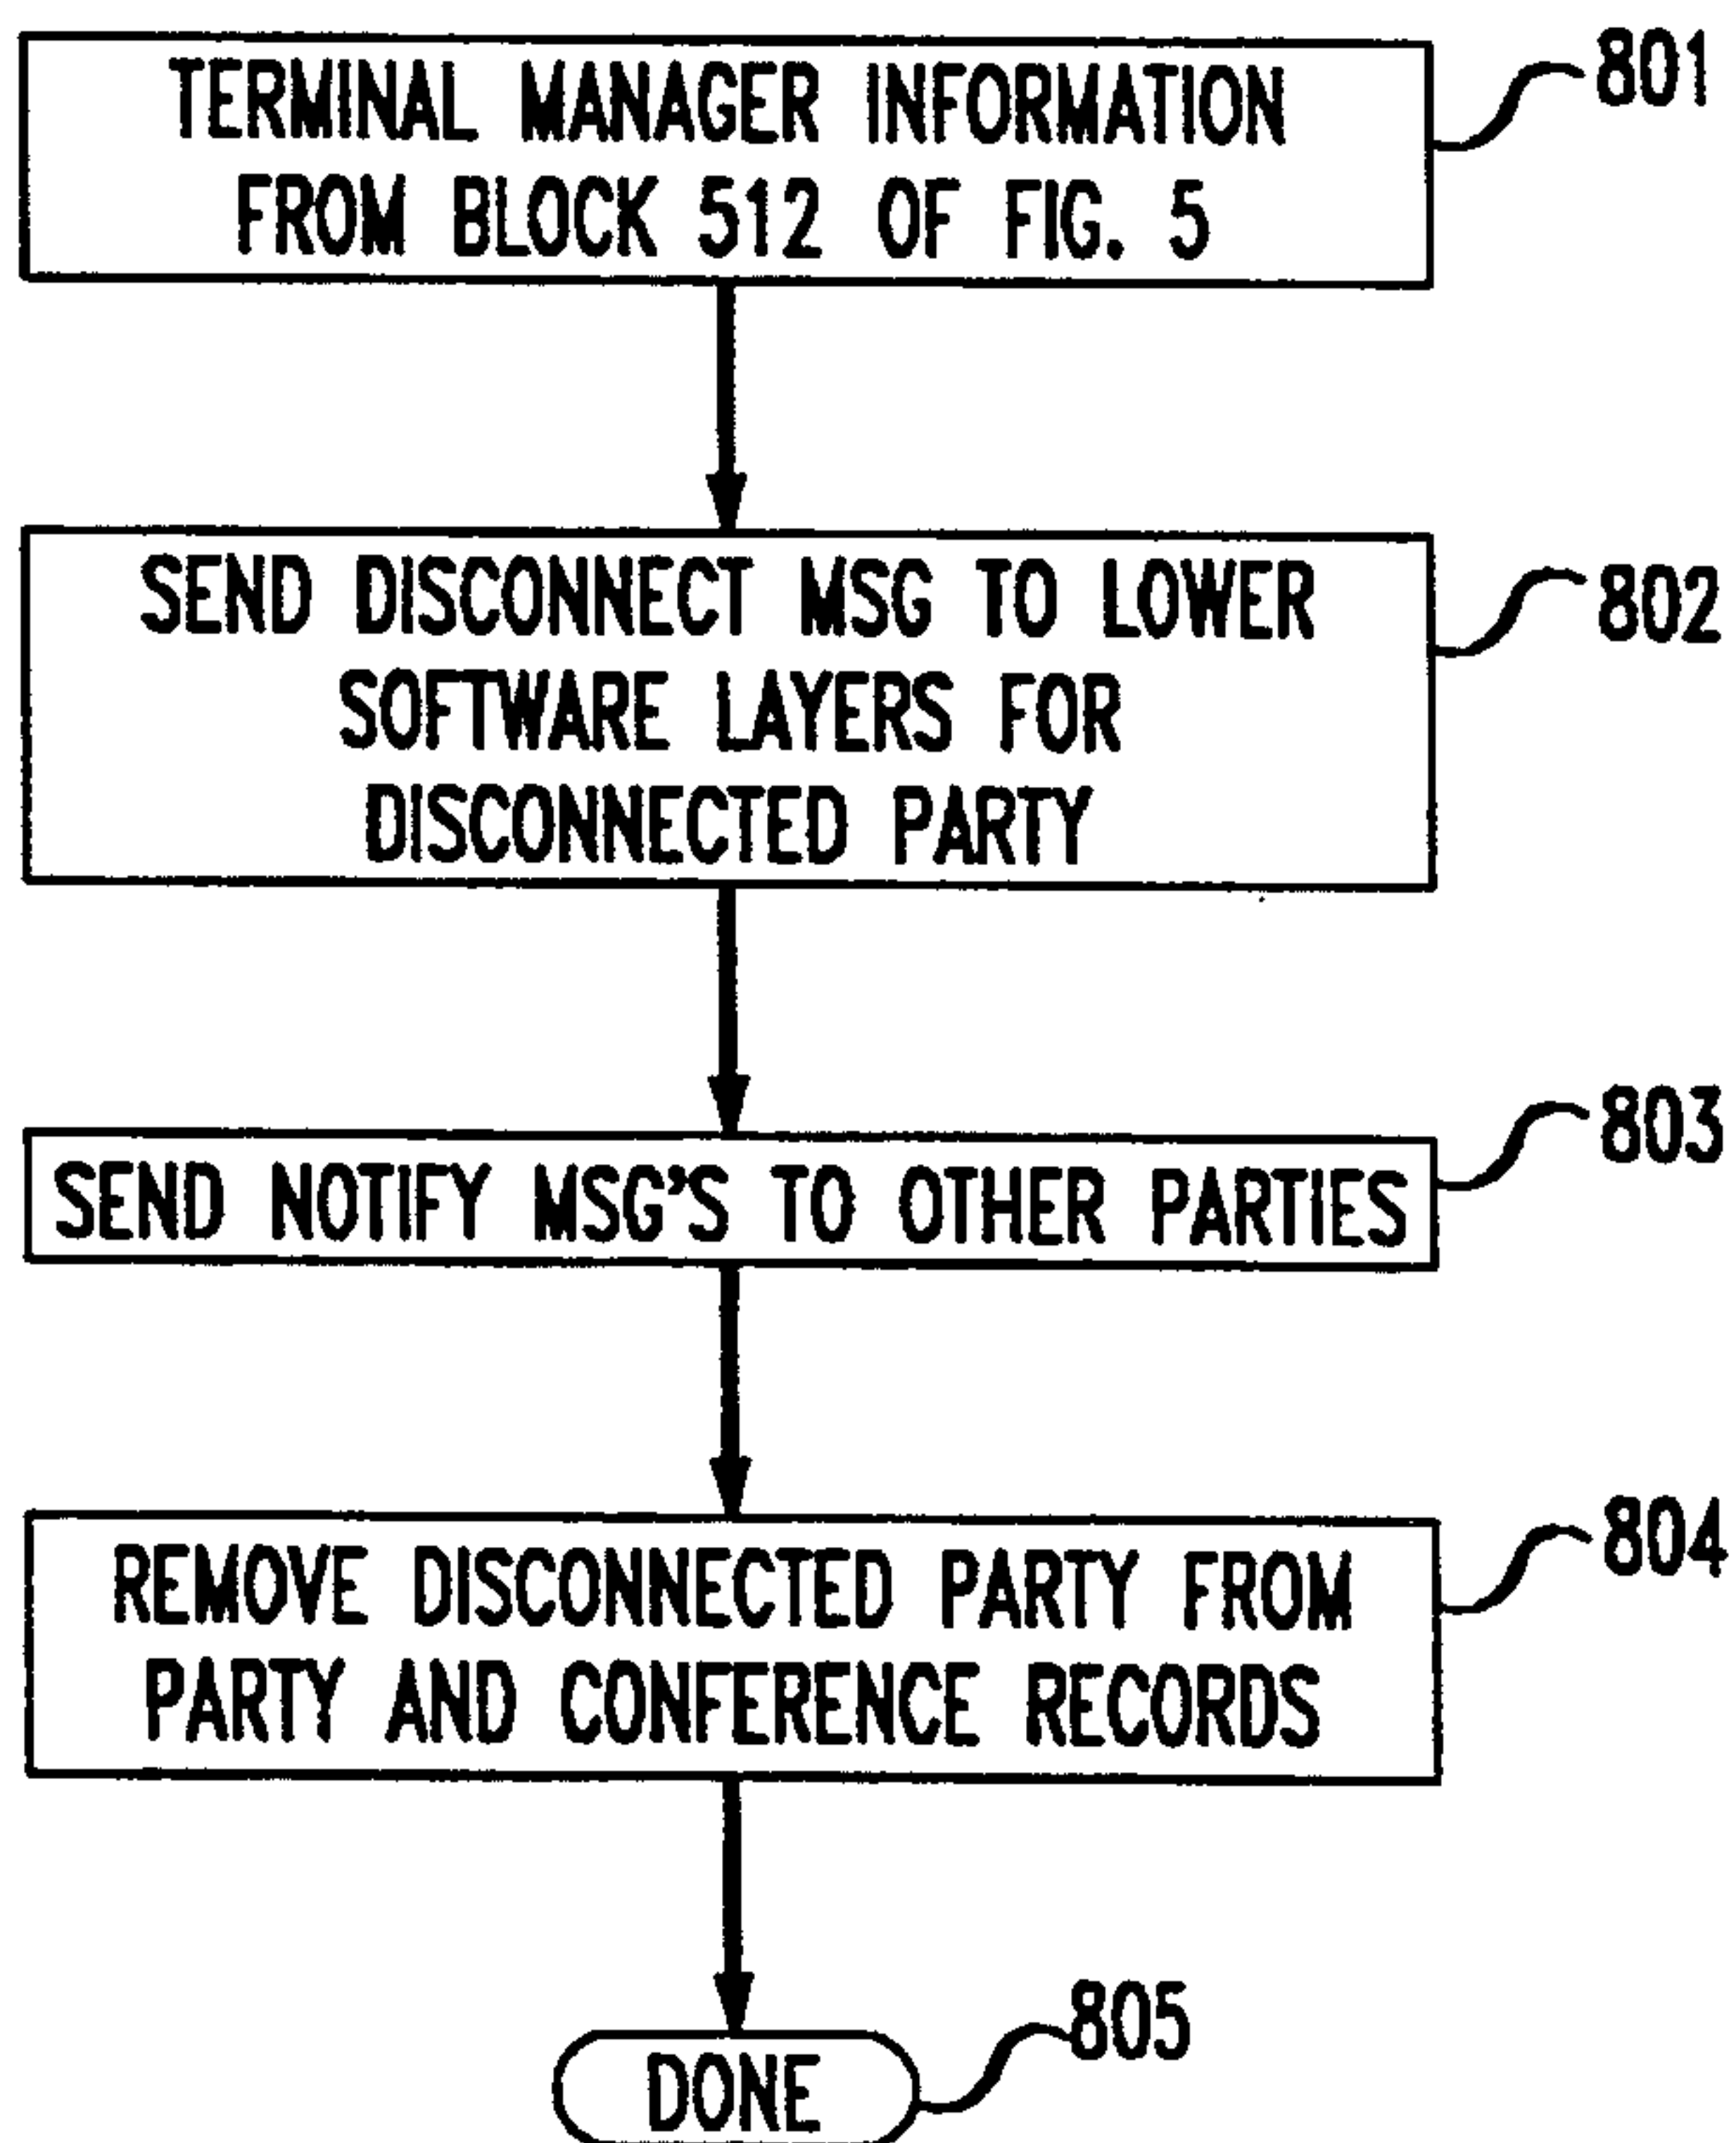 TERMINAL MANAGER INFORMATION
FROM BLOCK 512 OF FIG. 5
801
SEND DISCONNECT MSG TO LOWER
SOFTWARE LAYERS FOR
DISCONNECTED PARTY
802
SEND NOTIFY MSG'S TO OTHER PARTIES
803
REMOVE DISCONNECTED PARTY FROM
PARTY AND CONFERENCE RECORDS
804
DONE
805